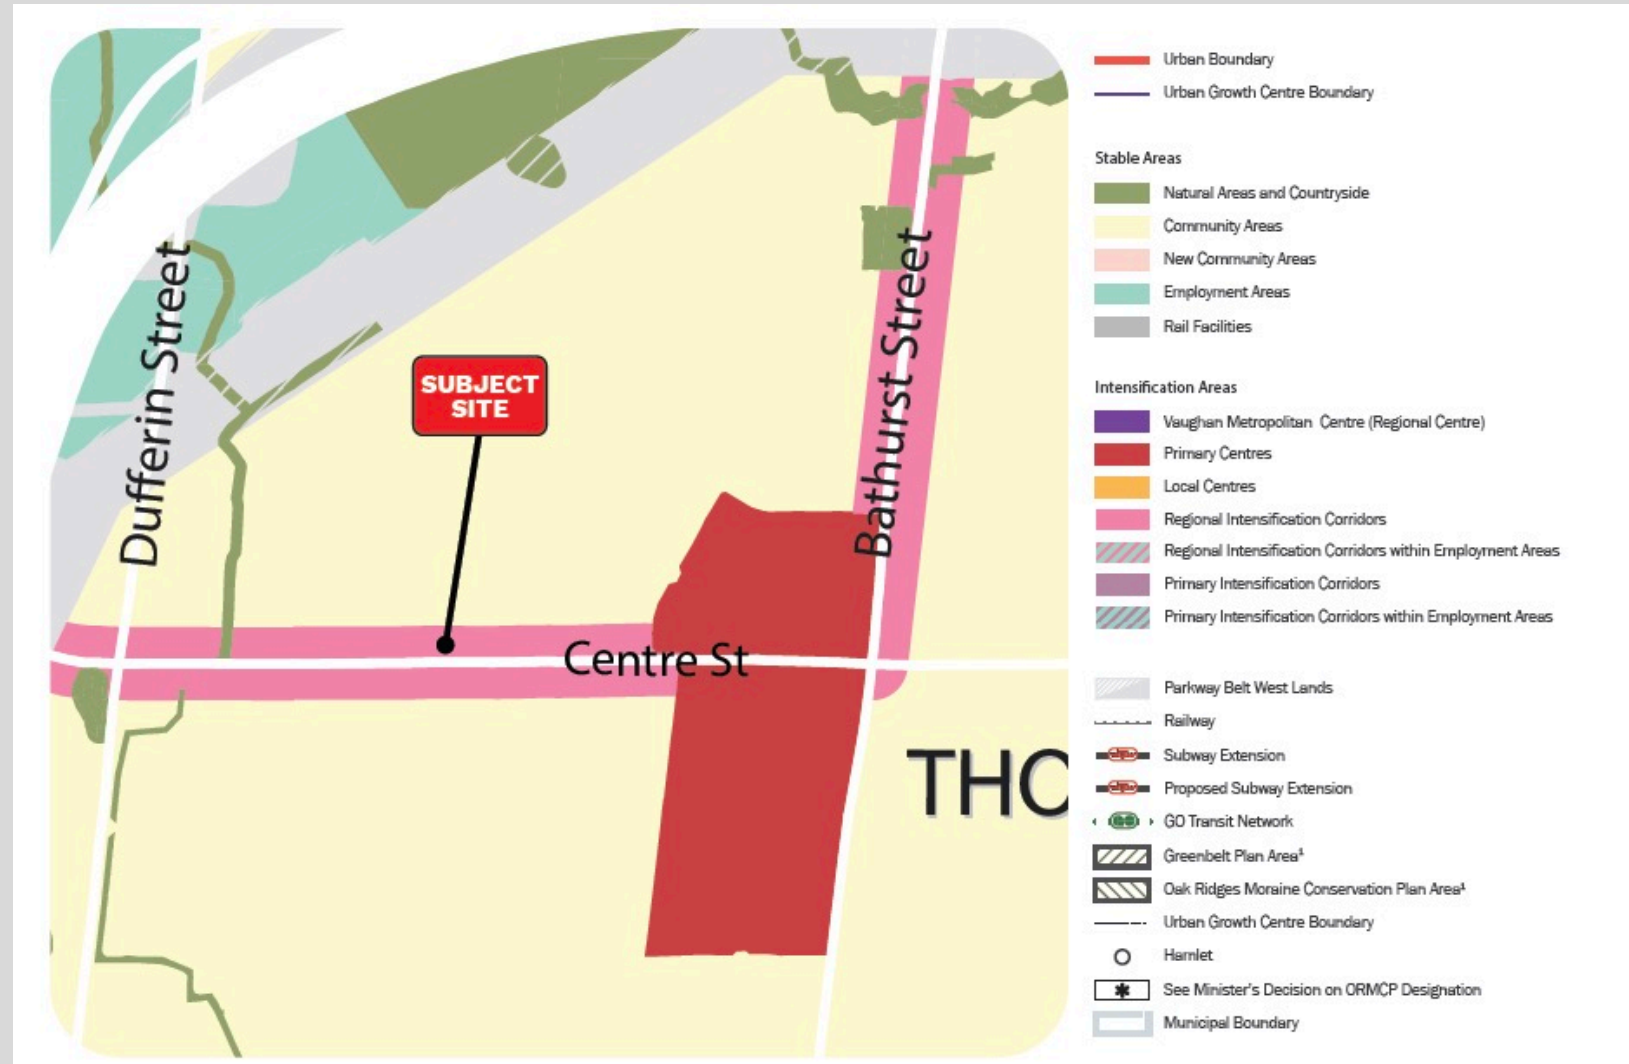 Dufferin Street
SUBJECT
SITE
Bathurst Street
Centre St
THO
Urban Boundary
Urban Growth Centre Boundary
Stable Areas
Natural Areas and Countryside
Community Areas
New Community Areas
Employment Areas
Rail Facilities
Intensification Areas
Vaughan Metropolitan Centre (Regional Centre)
Primary Centres
Local Centres
Regional Intensification Corridors
Regional Intensification Corridors within Employment Areas
Primary Intensification Corridors
Primary Intensification Corridors within Employment Areas
Parkway Belt West Lands
Railway
Subway Extension
Proposed Subway Extension
GO Transit Network
Greenbelt Plan Area¹
Oak Ridges Moraine Conservation Plan Area¹
Urban Growth Centre Boundary
Hamlet
See Minister's Decision on ORMCP Designation
Municipal Boundary